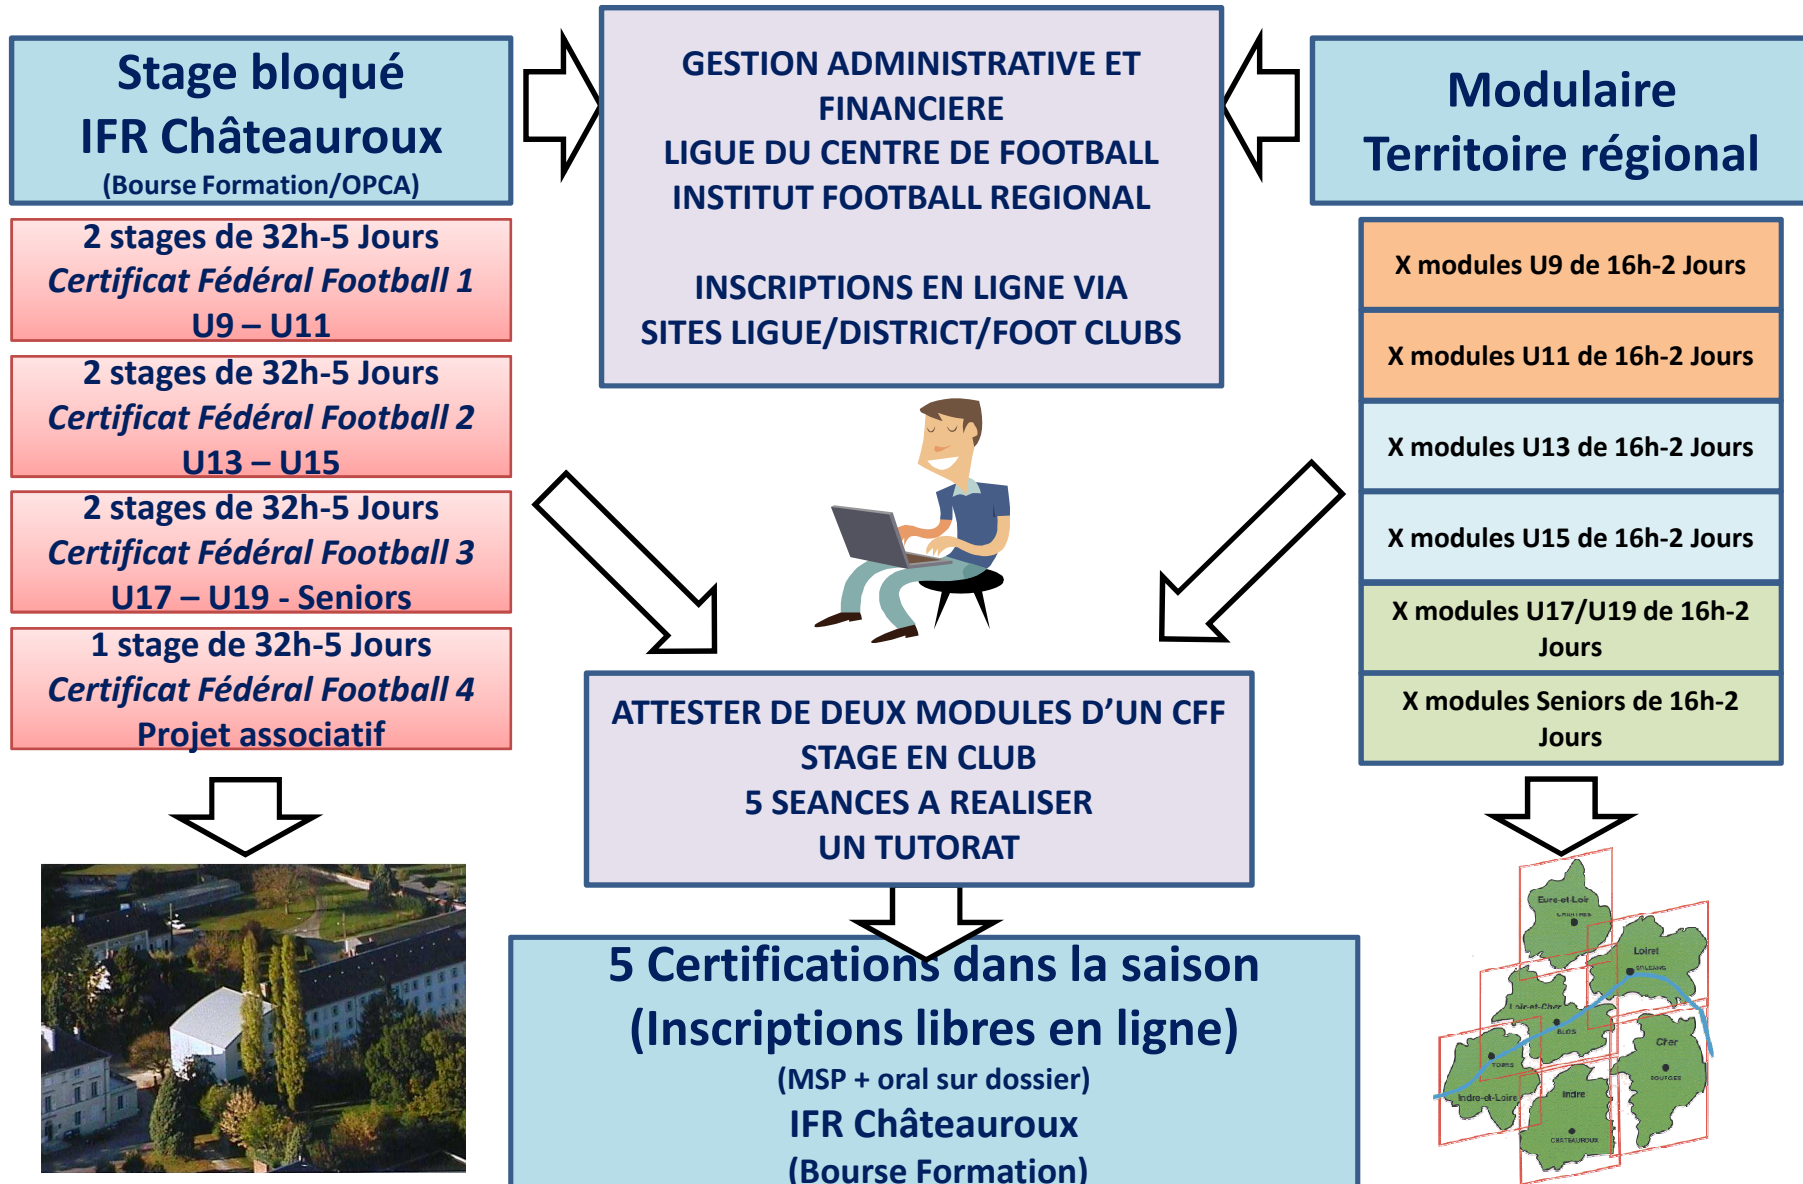 Stage bloqué
IFR Châteauroux
(Bourse Formation/OPCA)
2 stages de 32h-5 Jours
Certificat Fédéral Football 1
U9 – U11
2 stages de 32h-5 Jours
Certificat Fédéral Football 2
U13 – U15
2 stages de 32h-5 Jours
Certificat Fédéral Football 3
U17 – U19 - Seniors
1 stage de 32h-5 Jours
Certificat Fédéral Football 4
Projet associatif
GESTION ADMINISTRATIVE ET
FINANCIERE
LIGUE DU CENTRE DE FOOTBALL
INSTITUT FOOTBALL REGIONAL
INSCRIPTIONS EN LIGNE VIA
SITES LIGUE/DISTRICT/FOOT CLUBS
Modulaire
Territoire régional
X modules U9 de 16h-2 Jours
X modules U11 de 16h-2 Jours
X modules U13 de 16h-2 Jours
X modules U15 de 16h-2 Jours
X modules U17/U19 de 16h-2
Jours
X modules Seniors de 16h-2
Jours
ATTESTER DE DEUX MODULES D’UN CFF
STAGE EN CLUB
5 SEANCES A REALISER
UN TUTORAT
5 Certifications dans la saison
(Inscriptions libres en ligne)
(MSP + oral sur dossier)
IFR Châteauroux
(Bourse Formation)
Eure-et-Loir
CHARTRES
Loiret
ORLEANS
Loir-et-Cher
BLOIS
Cher
BOURGES
TOURS
Indre-et-Loire
Indre
CHATEAUROUX